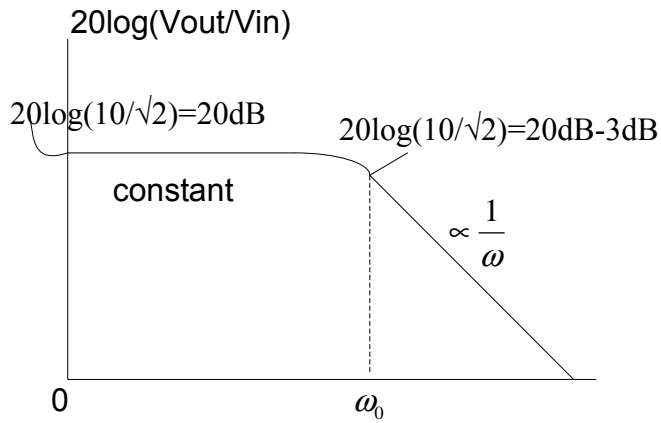 20log(Vout/Vin)
20log(10/√2)=20dB
20log(10/√2)=20dB-3dB
constant
∝ 1/ω
0
ω₀